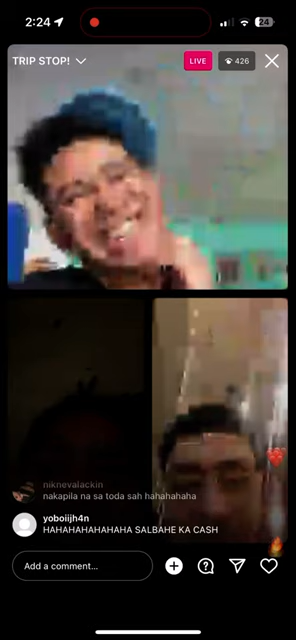 2:24
24
TRIP STOP!
LIVE
426
niknevalackin
nakapila na sa toda sah hahahahaha
yoboiijh4n
HAHAHAHAHAHAHA SALBAHE KA CASH
Add a comment...